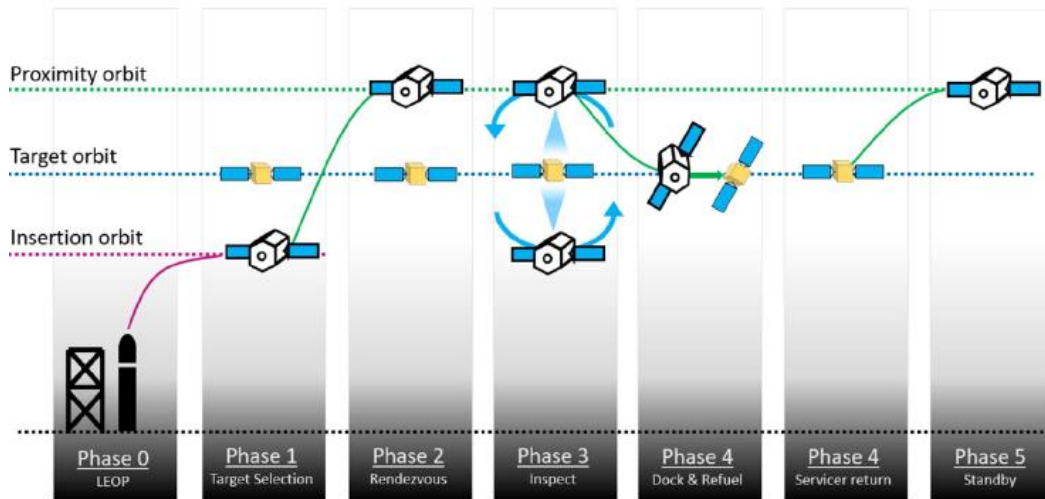 Proximity orbit
Target orbit
Insertion orbit
Phase 0
LEOP
Phase 1
Target Selection
Phase 2
Rendezvous
Phase 3
Inspect
Phase 4
Dock & Refuel
Phase 4
Servicer return
Phase 5
Standby